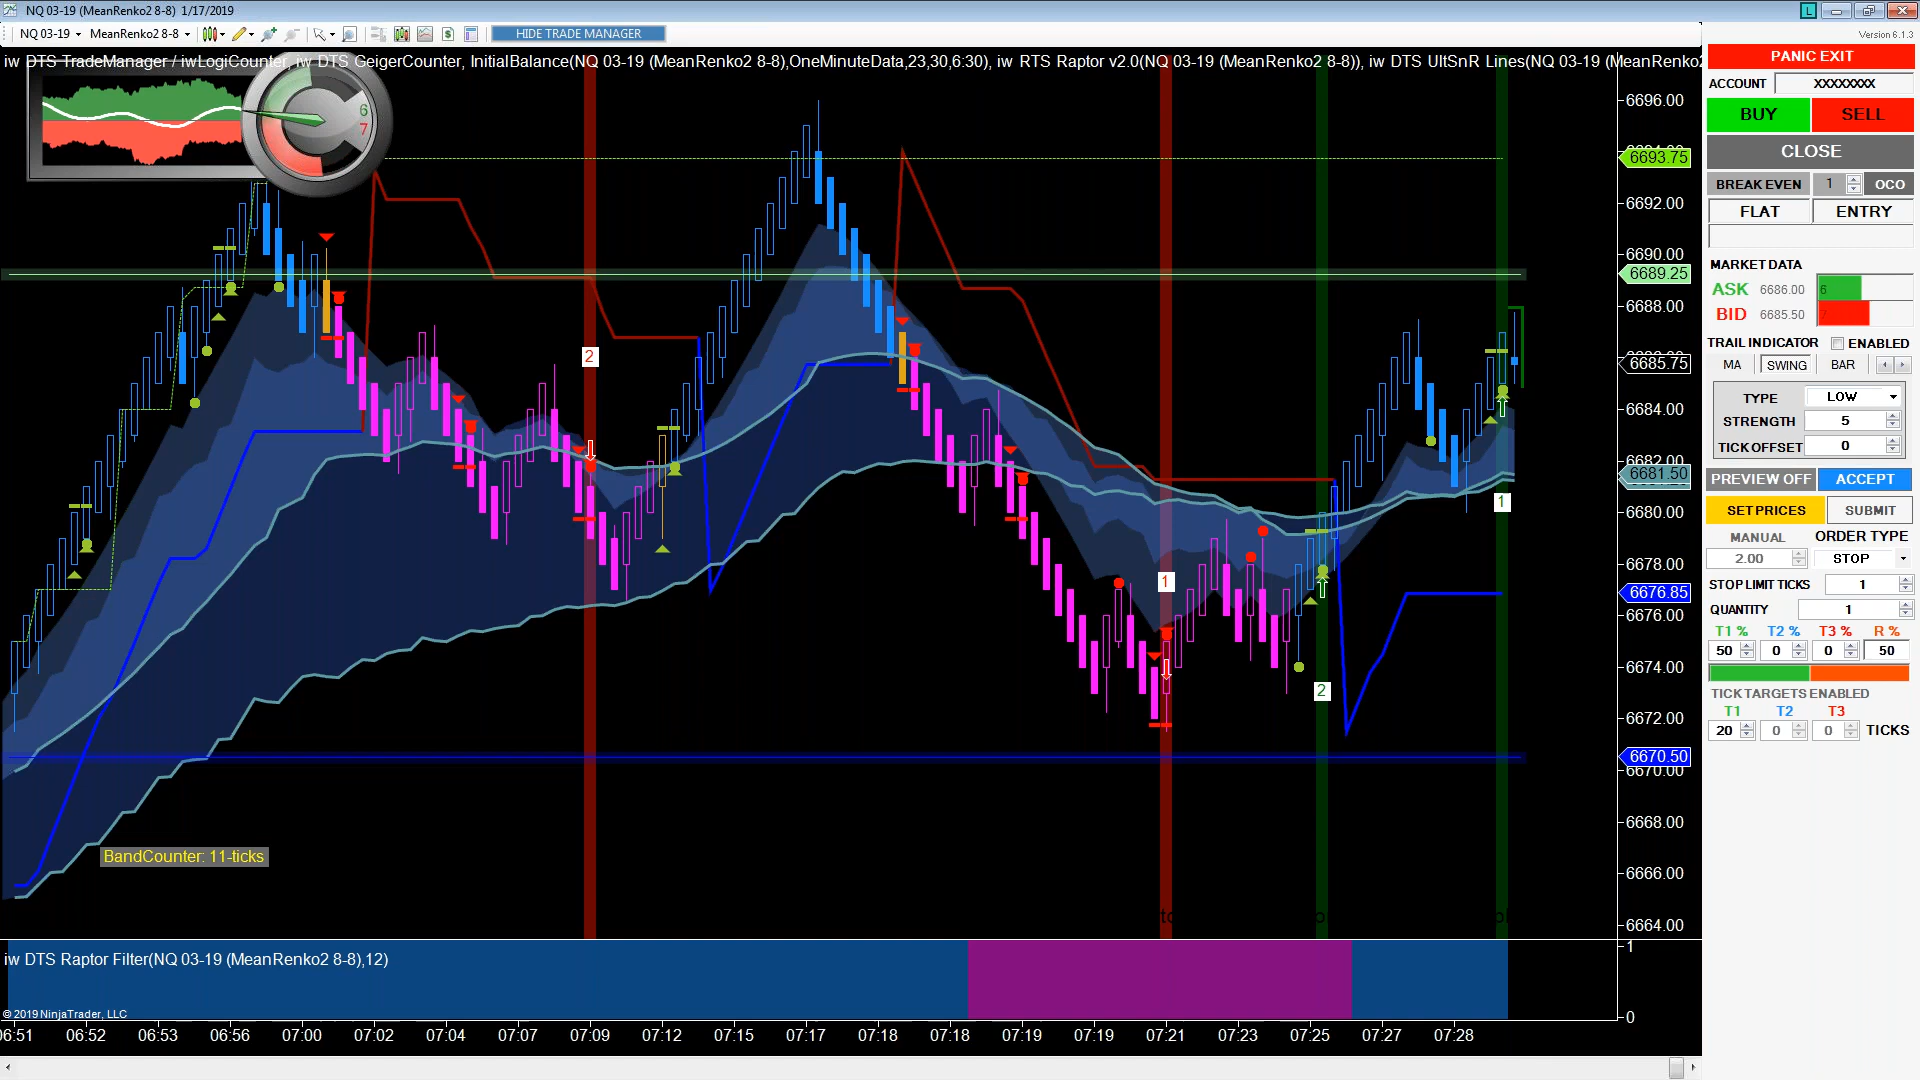 NQ 03-19 (MeanRenko2 8-8) 1/17/2019
L
NQ 03-19 MeanRenko2 8-8 $ HIDE TRADE MANAGER
Version 6.1.3
iw DTS TradeManager / iwLogiCounter, iw DTS GeigerCounter, InitialBalance(NQ 03-19 (MeanRenko2 8-8),OneMinuteData,23,30,6:30), iw RTS Raptor v2.0(NQ 03-19 (MeanRenko2 8-8)), iw DTS UltSnR Lines(NQ 03-19 (MeanRenko2
6
7
2
1
2
1
BandCounter: 11-ticks
6696.00
6693.75
6692.00
6690.00
6689.25
6688.00
6685.75
6684.00
6682.00
6681.50
6680.00
6678.00
6676.85
6676.00
6674.00
6672.00
6670.50
6670.00
6668.00
6666.00
6664.00
iw DTS Raptor Filter(NQ 03-19 (MeanRenko2 8-8),12)
1
0
© 2019 NinjaTrader, LLC
06:51 06:52 06:53 06:56 07:00 07:02 07:04 07:07 07:09 07:12 07:15 07:17 07:18 07:18 07:19 07:19 07:21 07:23 07:25 07:27 07:28
PANIC EXIT
ACCOUNT XXXXXXXX
BUY SELL
CLOSE
BREAK EVEN 1 OCO
FLAT ENTRY
MARKET DATA
ASK 6686.00 6
BID 6685.50 7
TRAIL INDICATOR ENABLED
MA SWING BAR
TYPE LOW
STRENGTH 5
TICK OFFSET 0
PREVIEW OFF ACCEPT
SET PRICES SUBMIT
MANUAL ORDER TYPE
2.00 STOP
STOP LIMIT TICKS 1
QUANTITY 1
T1 % T2 % T3 % R %
50 0 0 50
TICK TARGETS ENABLED
T1 T2 T3
20 0 0 TICKS